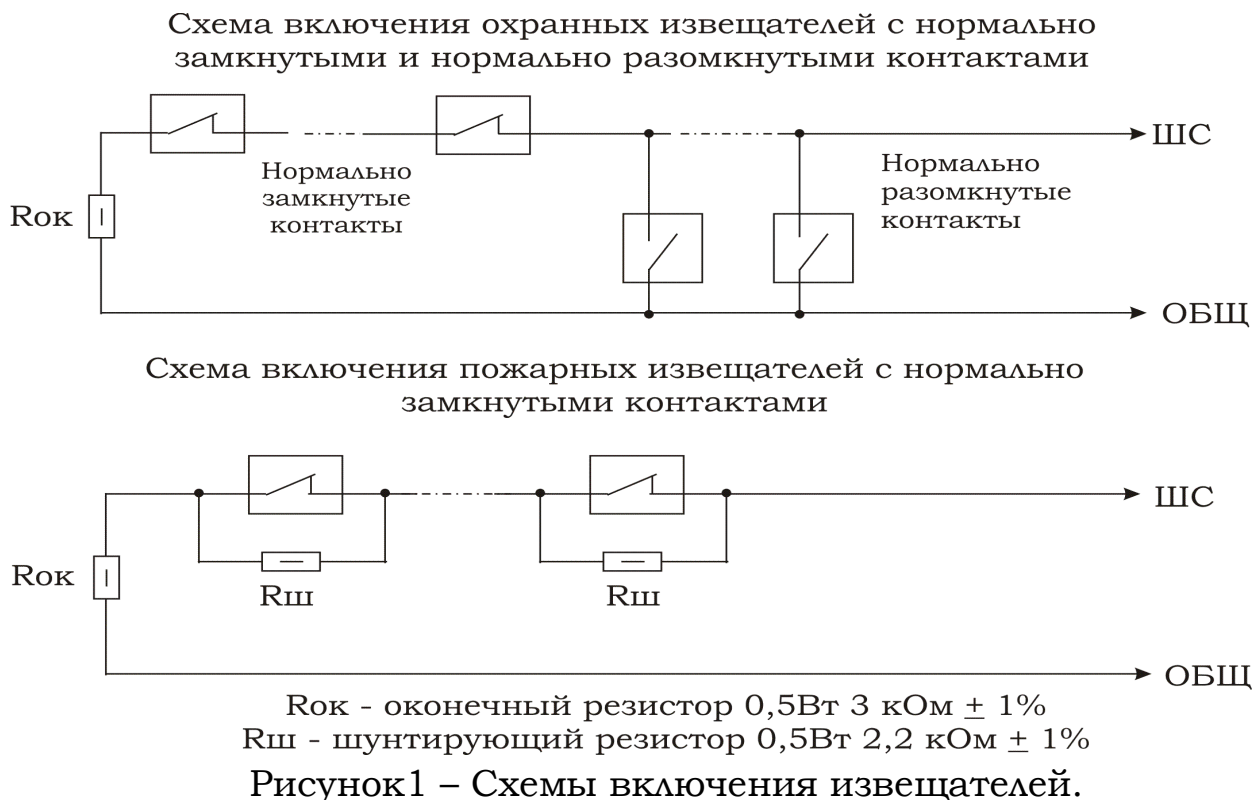 Схема включения охранных извещателей с нормально
замкнутыми и нормально разомкнутыми контактами
ШС
Нормально
замкнутые
контакты
Нормально
разомкнутые
контакты
Rок
ОБЩ
Схема включения пожарных извещателей с нормально
замкнутыми контактами
ШС
Rок
Rш
Rш
ОБЩ
Rок - оконечный резистор 0,5Вт 3 кОм ± 1%
Rш - шунтирующий резистор 0,5Вт 2,2 кОм ± 1%
Рисунок1 – Схемы включения извещателей.